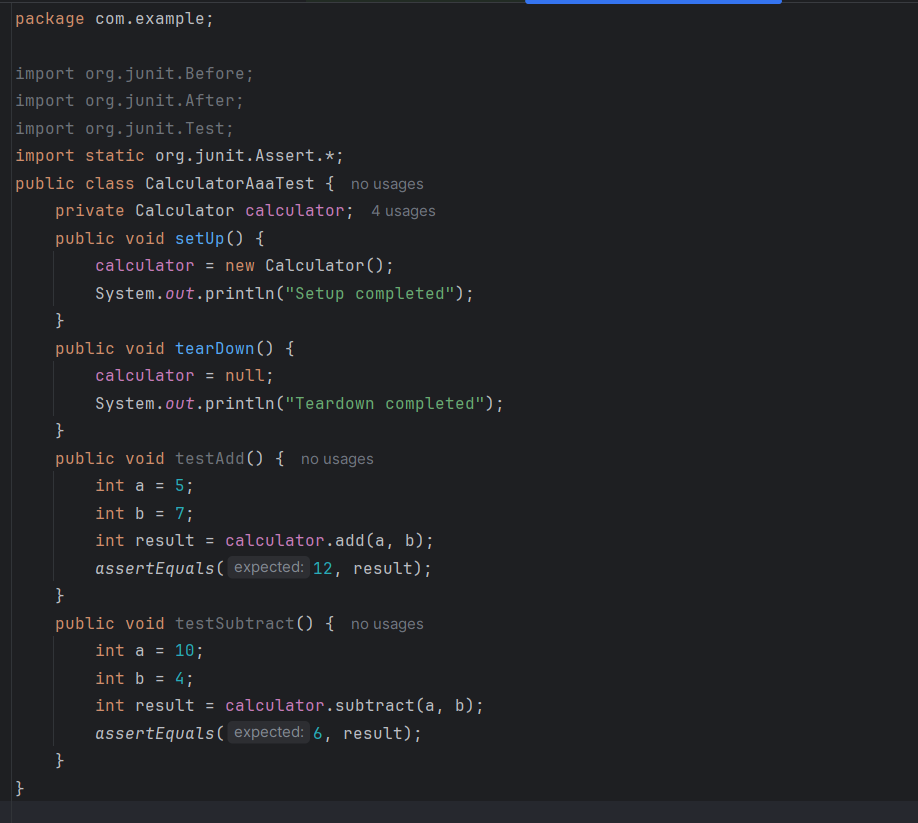 package com.example;
import org.junit.Before;
import org.junit.After;
import org.junit.Test;
import static org.junit.Assert.*;
public class CalculatorAaaTest { no usages
private Calculator calculator; 4 usages
public void setUp() {
calculator = new Calculator();
System.out.println("Setup completed");
}
public void tearDown() {
calculator = null;
System.out.println("Teardown completed");
}
public void testAdd() { no usages
int a = 5;
int b = 7;
int result = calculator.add(a, b);
assertEquals( expected: 12, result);
}
public void testSubtract() { no usages
int a = 10;
int b = 4;
int result = calculator.subtract(a, b);
assertEquals( expected: 6, result);
}
}